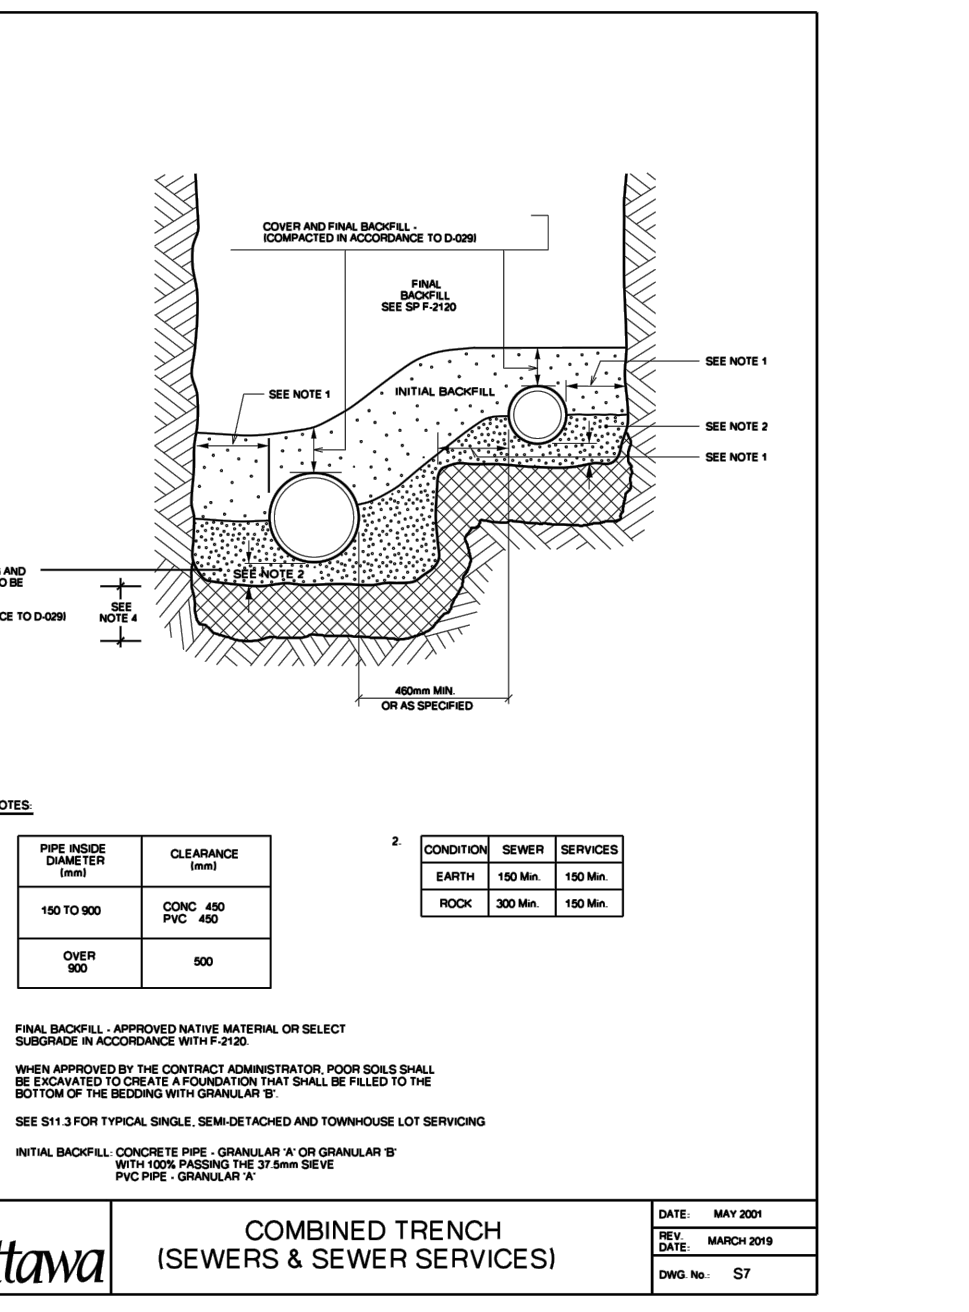 COVER AND FINAL BACKFILL -
(COMPACTED IN ACCORDANCE TO D-029)
FINAL
BACKFILL
SEE SP F-2120
SEE NOTE 1
INITIAL BACKFILL
SEE NOTE 1
SEE NOTE 2
SEE NOTE 1
AND
O BE
CE TO D-029)
SEE NOTE 2
SEE
NOTE 4
460mm MIN.
OR AS SPECIFIED
OTES:
PIPE INSIDE
DIAMETER
(mm)
CLEARANCE
(mm)
150 TO 900
CONC 450
PVC 450
OVER
900
500
2.
CONDITION SEWER SERVICES
EARTH 150 Min. 150 Min.
ROCK 300 Min. 150 Min.
FINAL BACKFILL - APPROVED NATIVE MATERIAL OR SELECT
SUBGRADE IN ACCORDANCE WITH F-2120.
WHEN APPROVED BY THE CONTRACT ADMINISTRATOR, POOR SOILS SHALL
BE EXCAVATED TO CREATE A FOUNDATION THAT SHALL BE FILLED TO THE
BOTTOM OF THE BEDDING WITH GRANULAR 'B'.
SEE S11.3 FOR TYPICAL SINGLE, SEMI-DETACHED AND TOWNHOUSE LOT SERVICING
INITIAL BACKFILL: CONCRETE PIPE - GRANULAR 'A' OR GRANULAR 'B'
WITH 100% PASSING THE 37.5mm SIEVE
PVC PIPE - GRANULAR 'A'
ttawa
COMBINED TRENCH
(SEWERS & SEWER SERVICES)
DATE: MAY 2001
REV.
DATE: MARCH 2019
DWG. No.: S7